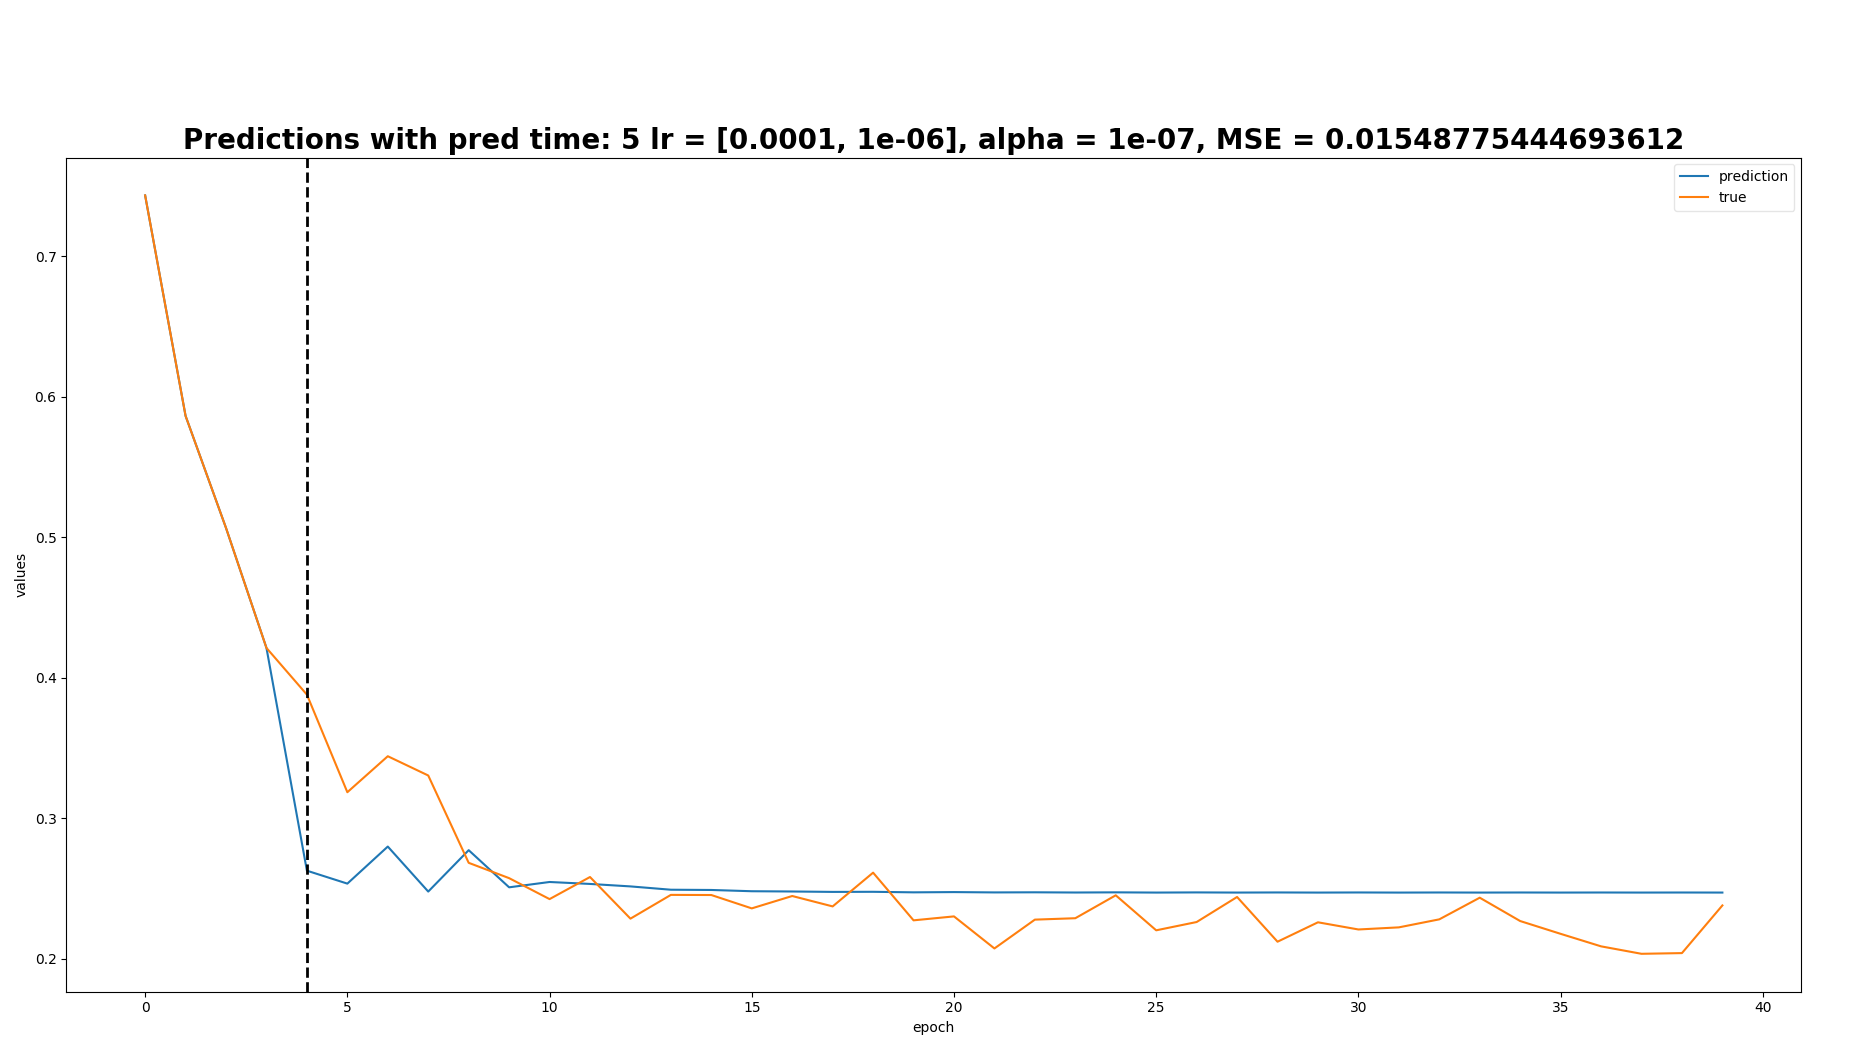 Predictions with pred time: 5 lr = [0.0001, 1e-06], alpha = 1e-07, MSE = 0.01548775444693612
prediction
true
0.7
0.6
0.5
0.4
0.3
0.2
values
0 5 10 15 20 25 30 35 40
epoch